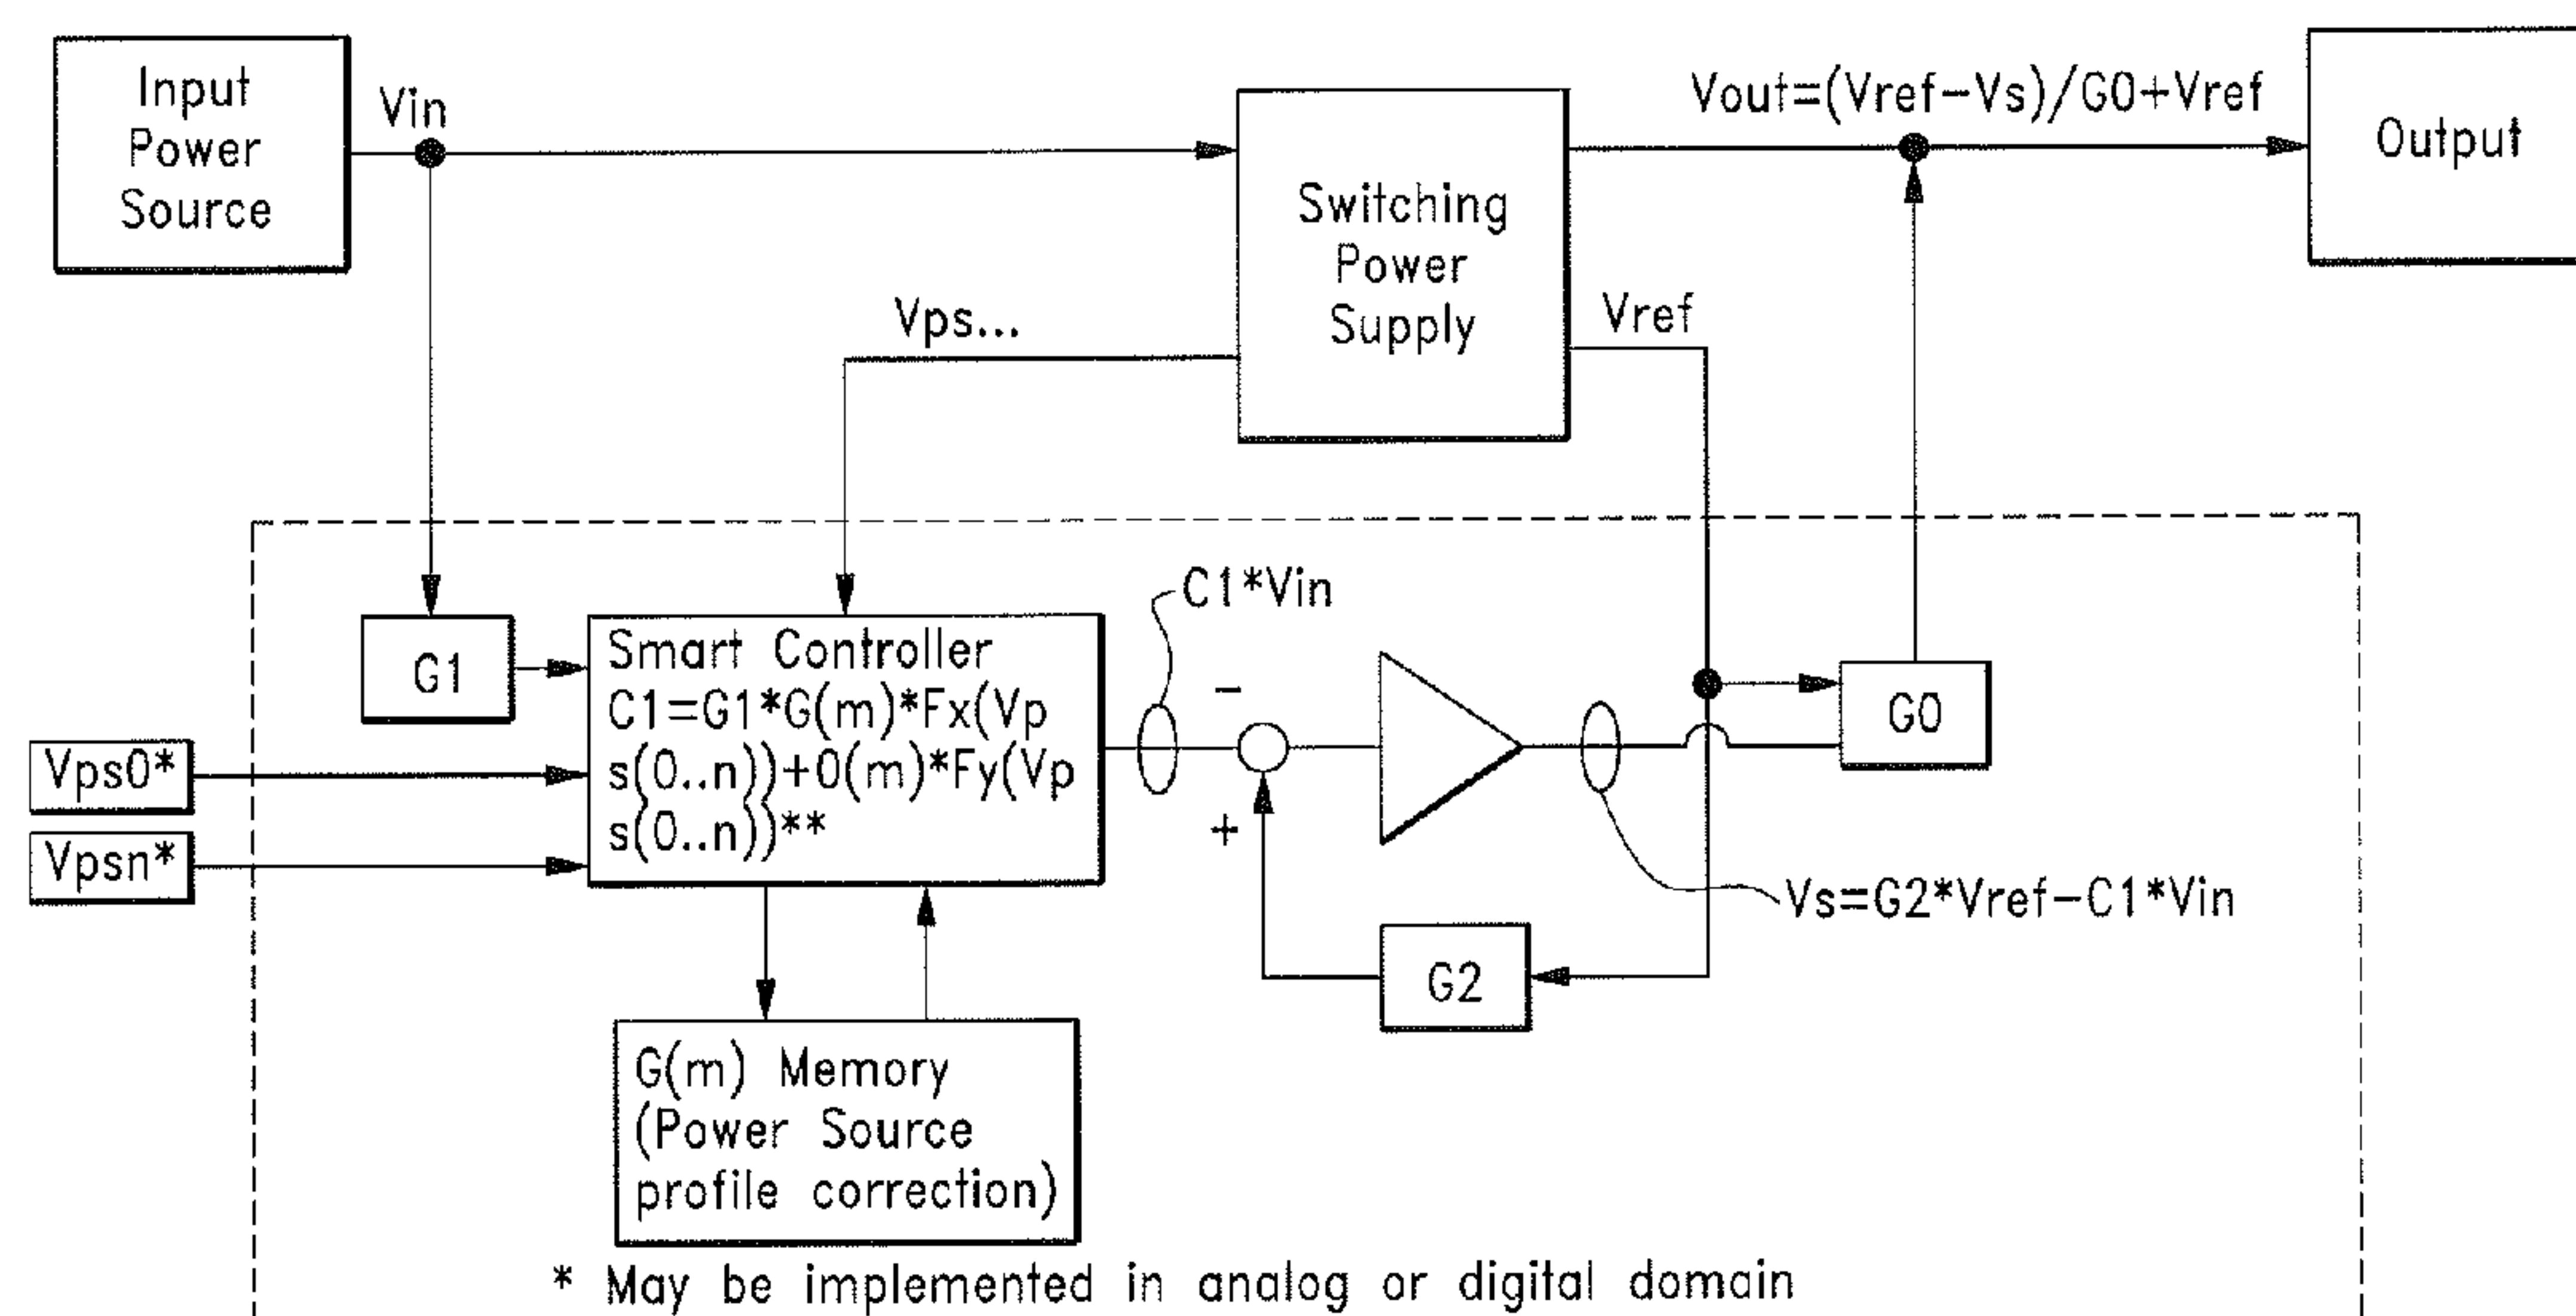 Input
Power
Source
Vin
Switching
Power
Supply
Vout=(Vref-Vs)/G0+Vref
Output
Vps...
Vref
G1
Smart Controller
C1=G1*G(m)*Fx(Vp
s(0..n))+O(m)*Fy(Vp
s(0..n))**
C1*Vin
-
+
G0
Vps0*
Vpsn*
Vs=G2*Vref-C1*Vin
G2
G(m) Memory
(Power Source
profile correction)
* May be implemented in analog or digital domain